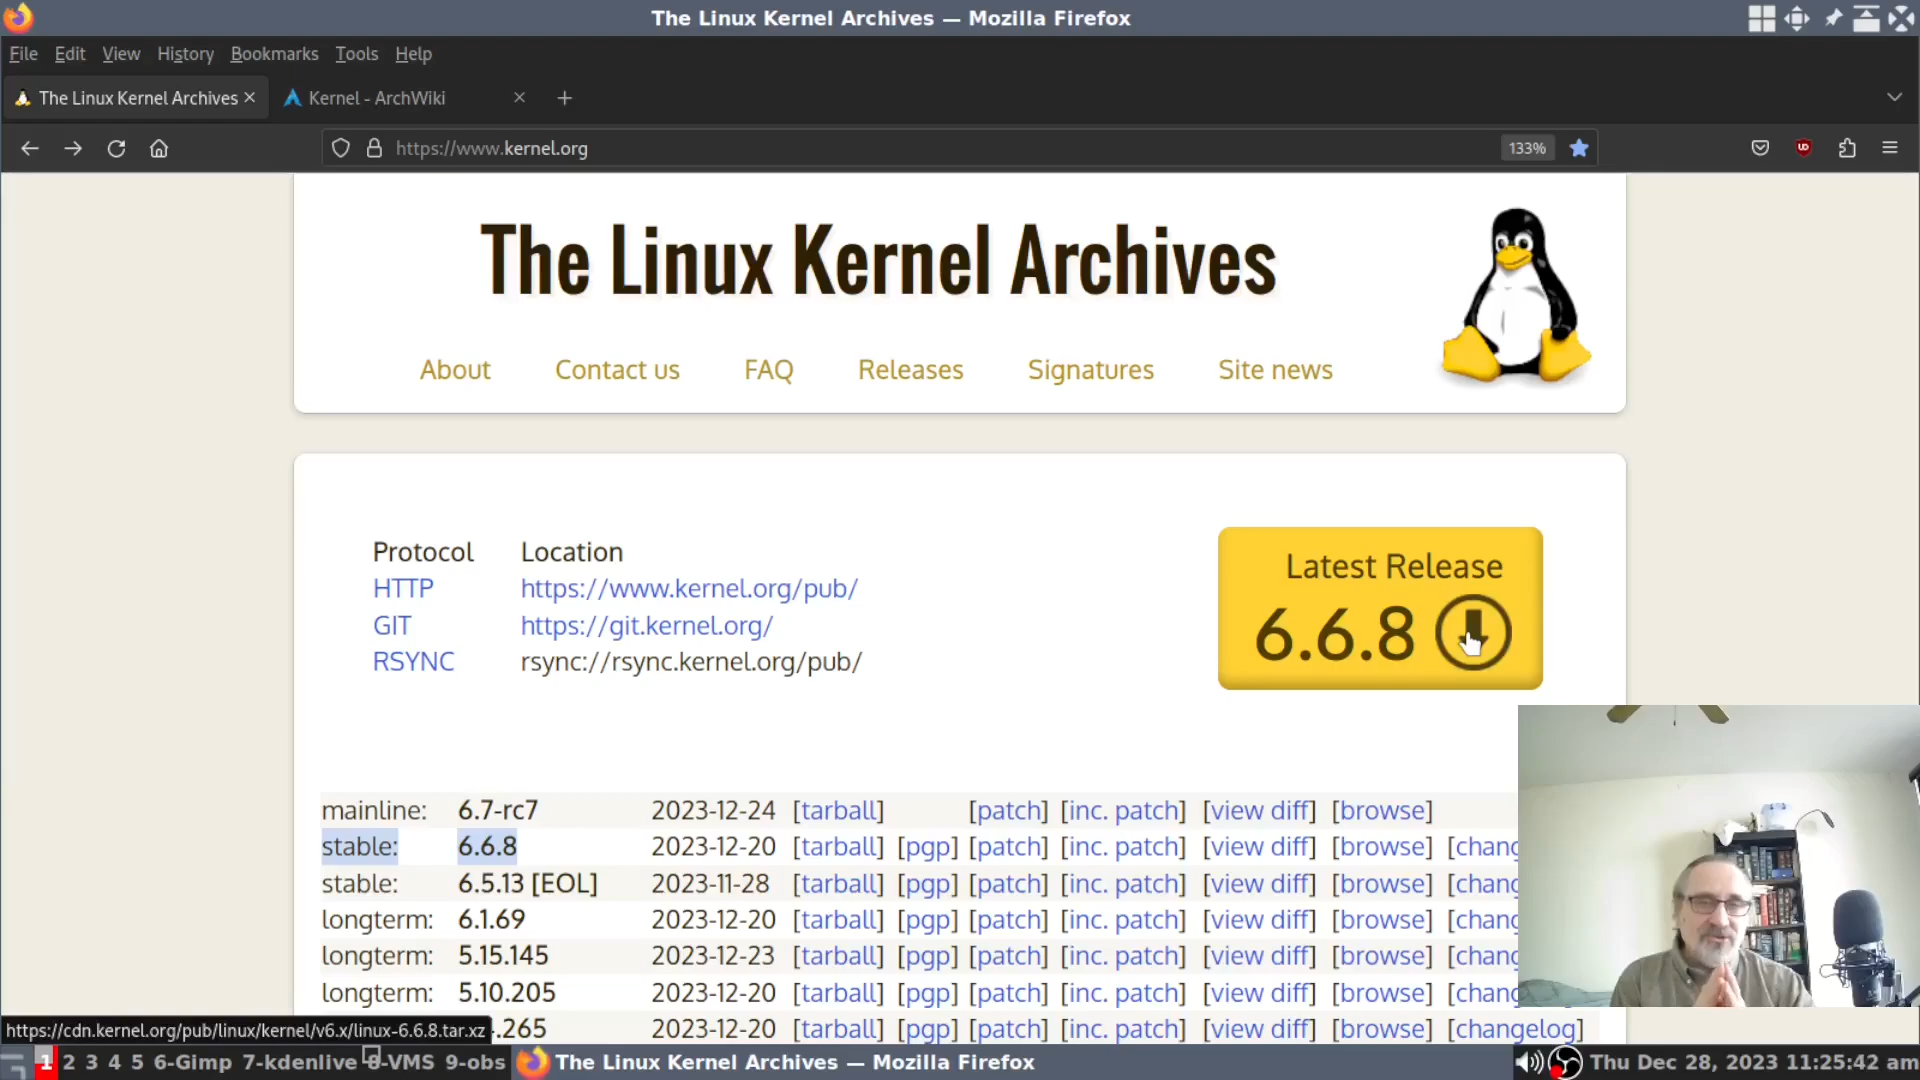 The Linux Kernel Archives — Mozilla Firefox
File Edit View History Bookmarks Tools Help
The Linux Kernel Archives
Kernel - ArchWiki
https://www.kernel.org
133%
The Linux Kernel Archives
About Contact us FAQ Releases Signatures Site news
Protocol Location
HTTP https://www.kernel.org/pub/
GIT https://git.kernel.org/
RSYNC rsync://rsync.kernel.org/pub/
Latest Release
6.6.8
mainline: 6.7-rc7 2023-12-24 [tarball] [patch] [inc. patch] [view diff] [browse]
stable: 6.6.8 2023-12-20 [tarball] [pgp] [patch] [inc. patch] [view diff] [browse] [chang
stable: 6.5.13 [EOL] 2023-11-28 [tarball] [pgp] [patch] [inc. patch] [view diff] [browse] [chang
longterm: 6.1.69 2023-12-20 [tarball] [pgp] [patch] [inc. patch] [view diff] [browse] [chang
longterm: 5.15.145 2023-12-23 [tarball] [pgp] [patch] [inc. patch] [view diff] [browse] [chang
longterm: 5.10.205 2023-12-20 [tarball] [pgp] [patch] [inc. patch] [view diff] [browse] [chang
.265 2023-12-20 [tarball] [pgp] [patch] [inc. patch] [view diff] [browse] [changelog]
https://cdn.kernel.org/pub/linux/kernel/v6.x/linux-6.6.8.tar.xz
1 2 3 4 5 6-Gimp 7-kdenlive 8-VMS 9-obs
The Linux Kernel Archives — Mozilla Firefox
Thu Dec 28, 2023 11:25:42 am